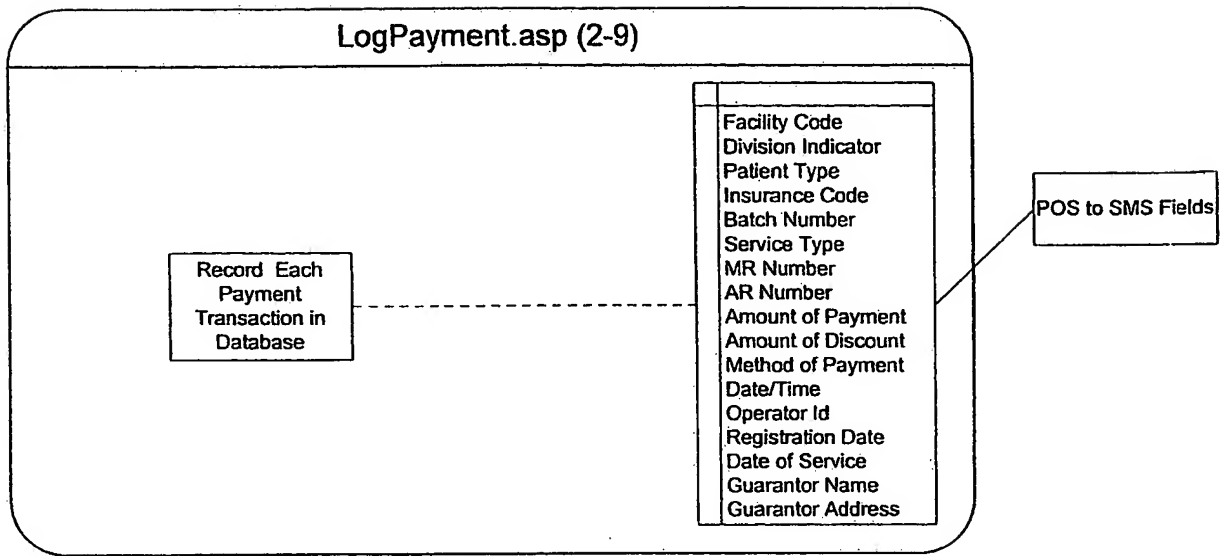 LogPayment.asp (2-9)
Record Each
Payment
Transaction in
Database
Facility Code
Division Indicator
Patient Type
Insurance Code
Batch Number
Service Type
MR Number
AR Number
Amount of Payment
Amount of Discount
Method of Payment
Date/Time
Operator Id
Registration Date
Date of Service
Guarantor Name
Guarantor Address
POS to SMS Fields